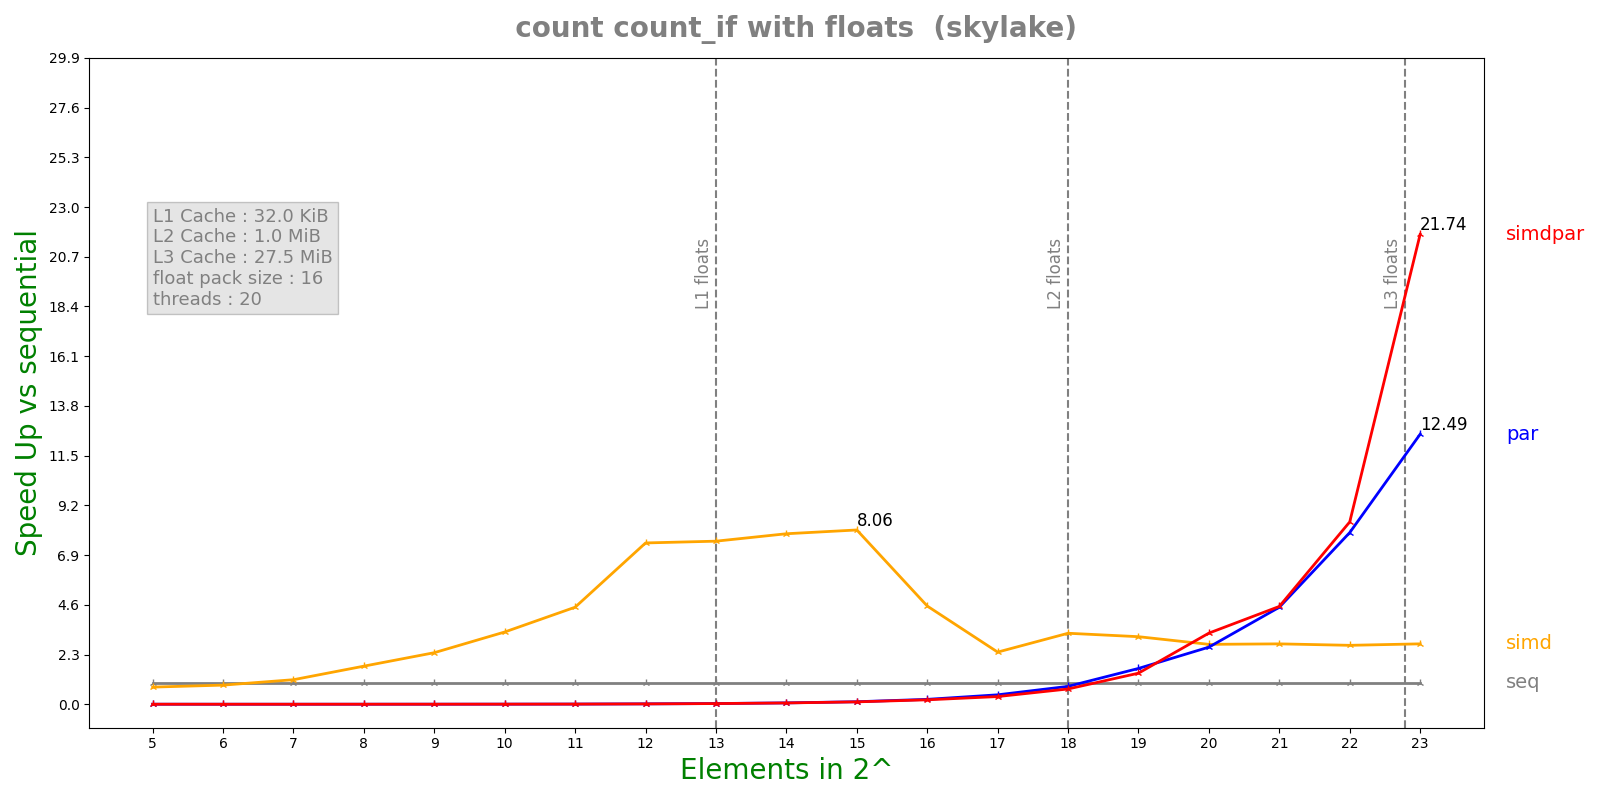 count count_if with floats (skylake)
Speed Up vs sequential
29.9
27.6
25.3
23.0
20.7
18.4
16.1
13.8
11.5
9.2
6.9
4.6
2.3
0.0
L1 Cache : 32.0 KiB
L2 Cache : 1.0 MiB
L3 Cache : 27.5 MiB
float pack size : 16
threads : 20
L1 floats
L2 floats
L3 floats
8.06
21.74
12.49
simdpar
par
simd
seq
5 6 7 8 9 10 11 12 13 14 15 16 17 18 19 20 21 22 23
Elements in 2^